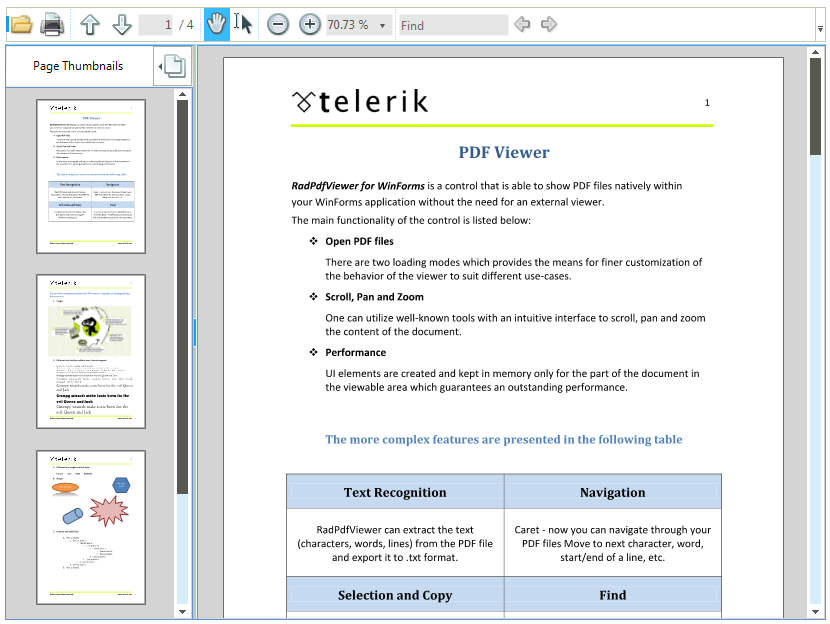 1 / 4
70.73 %
Find
Page Thumbnails
telerik
PDF Viewer
telerik
1
PDF Viewer
RadPdfViewer for WinForms is a control that is able to show PDF files natively within
your WinForms application without the need for an external viewer.
The main functionality of the control is listed below:
❖ Open PDF files
There are two loading modes which provides the means for finer customization of
the behavior of the viewer to suit different use-cases.
❖ Scroll, Pan and Zoom
One can utilize well-known tools with an intuitive interface to scroll, pan and zoom
the content of the document.
❖ Performance
UI elements are created and kept in memory only for the part of the document in
the viewable area which guarantees an outstanding performance.
The more complex features are presented in the following table
Text Recognition
Navigation
RadPdfViewer can extract the text
(characters, words, lines) from the PDF file
and export it to .txt format.
Caret - now you can navigate through your
PDF files Move to next character, word,
start/end of a line, etc.
Selection and Copy
Find